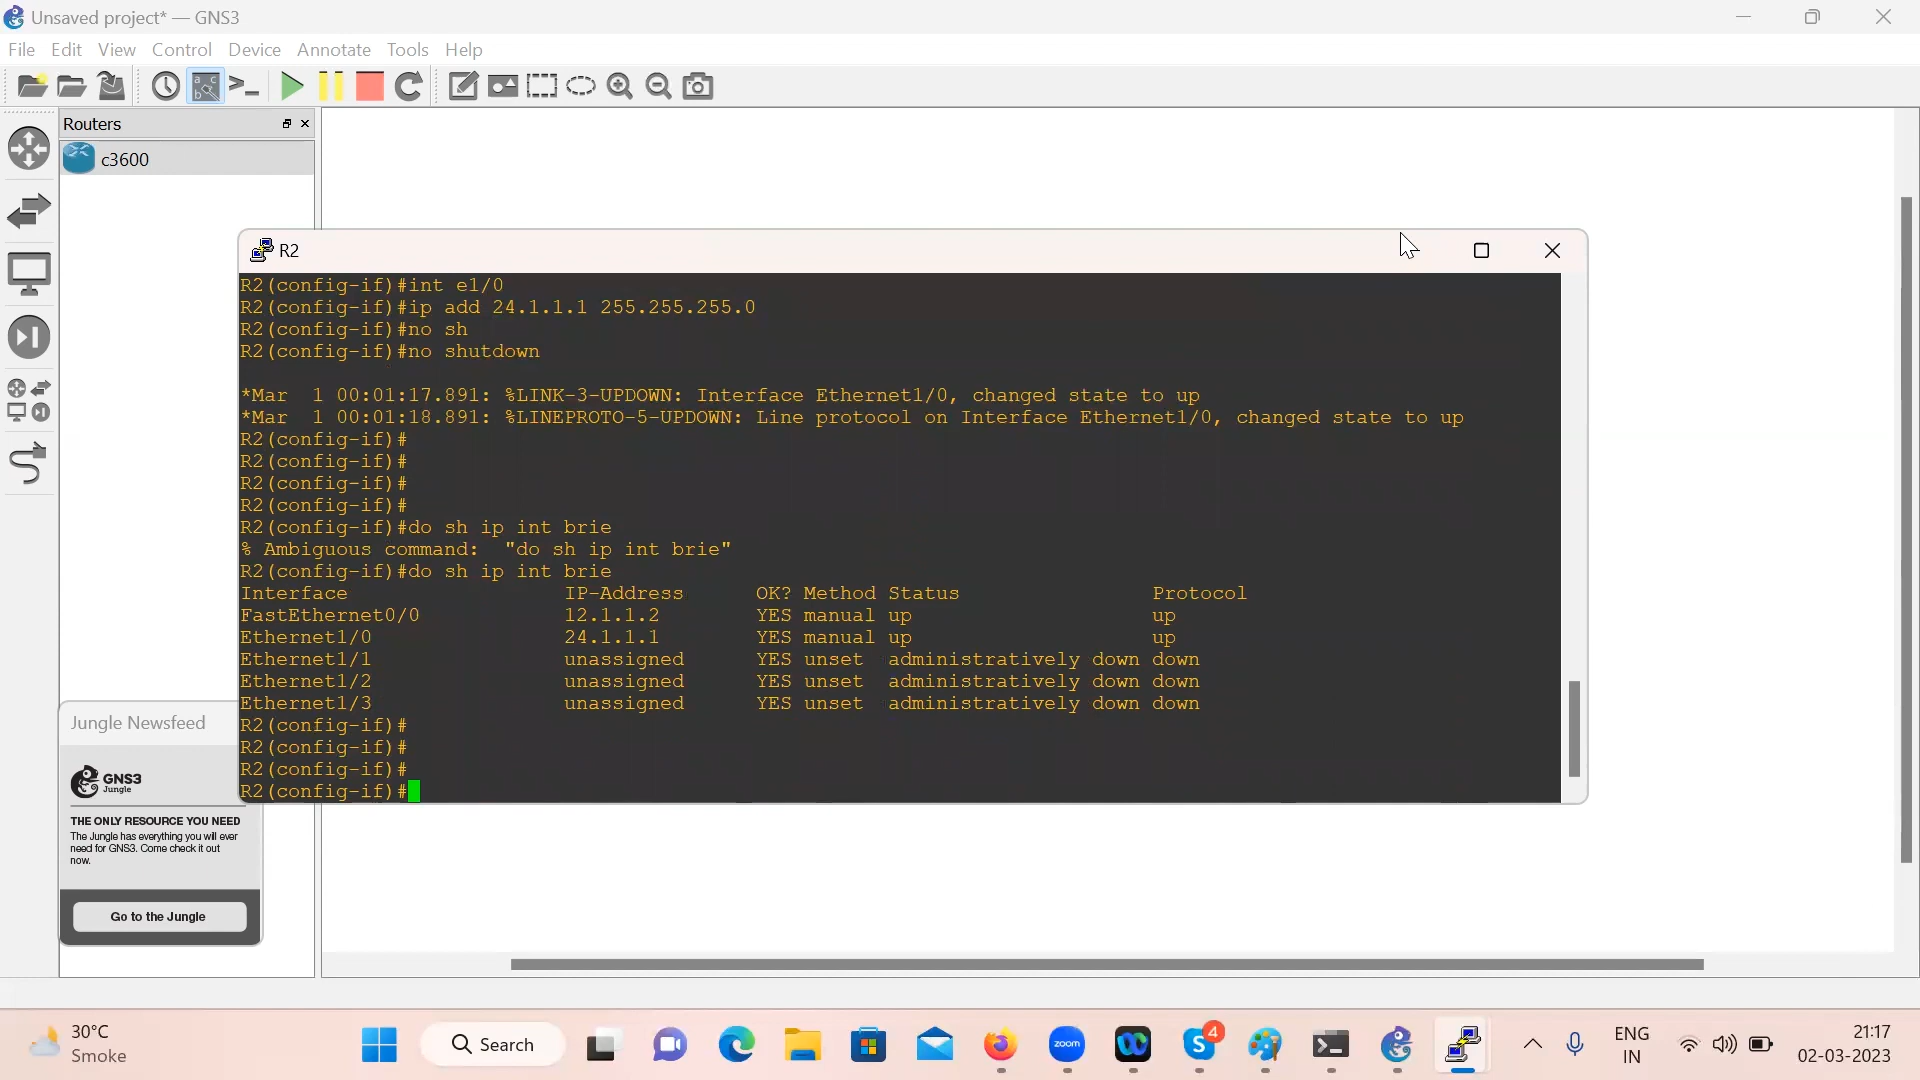 Unsaved project* — GNS3
File Edit View Control Device Annotate Tools Help
Routers
c3600
R2
R2(config-if)#int e1/0
R2(config-if)#ip add 24.1.1.1 255.255.255.0
R2(config-if)#no sh
R2(config-if)#no shutdown
*Mar  1 00:01:17.891: %LINK-3-UPDOWN: Interface Ethernet1/0, changed state to up
*Mar  1 00:01:18.891: %LINEPROTO-5-UPDOWN: Line protocol on Interface Ethernet1/0, changed state to up
R2(config-if)#
R2(config-if)#
R2(config-if)#
R2(config-if)#
R2(config-if)#do sh ip int brie
% Ambiguous command:  "do sh ip int brie"
R2(config-if)#do sh ip int brie
Interface                  IP-Address      OK? Method Status                Protocol
FastEthernet0/0            12.1.1.2        YES manual up                    up
Ethernet1/0                24.1.1.1        YES manual up                    up
Ethernet1/1                unassigned      YES unset  administratively down down
Ethernet1/2                unassigned      YES unset  administratively down down
Ethernet1/3                unassigned      YES unset  administratively down down
R2(config-if)#
R2(config-if)#
R2(config-if)#
R2(config-if)#
Jungle Newsfeed
GNS3
Jungle
THE ONLY RESOURCE YOU NEED
The Jungle has everything you will ever
need for GNS3. Come check it out
now.
Go to the Jungle
30°C
Smoke
Search
zoom
4
ENG
IN
21:17
02-03-2023